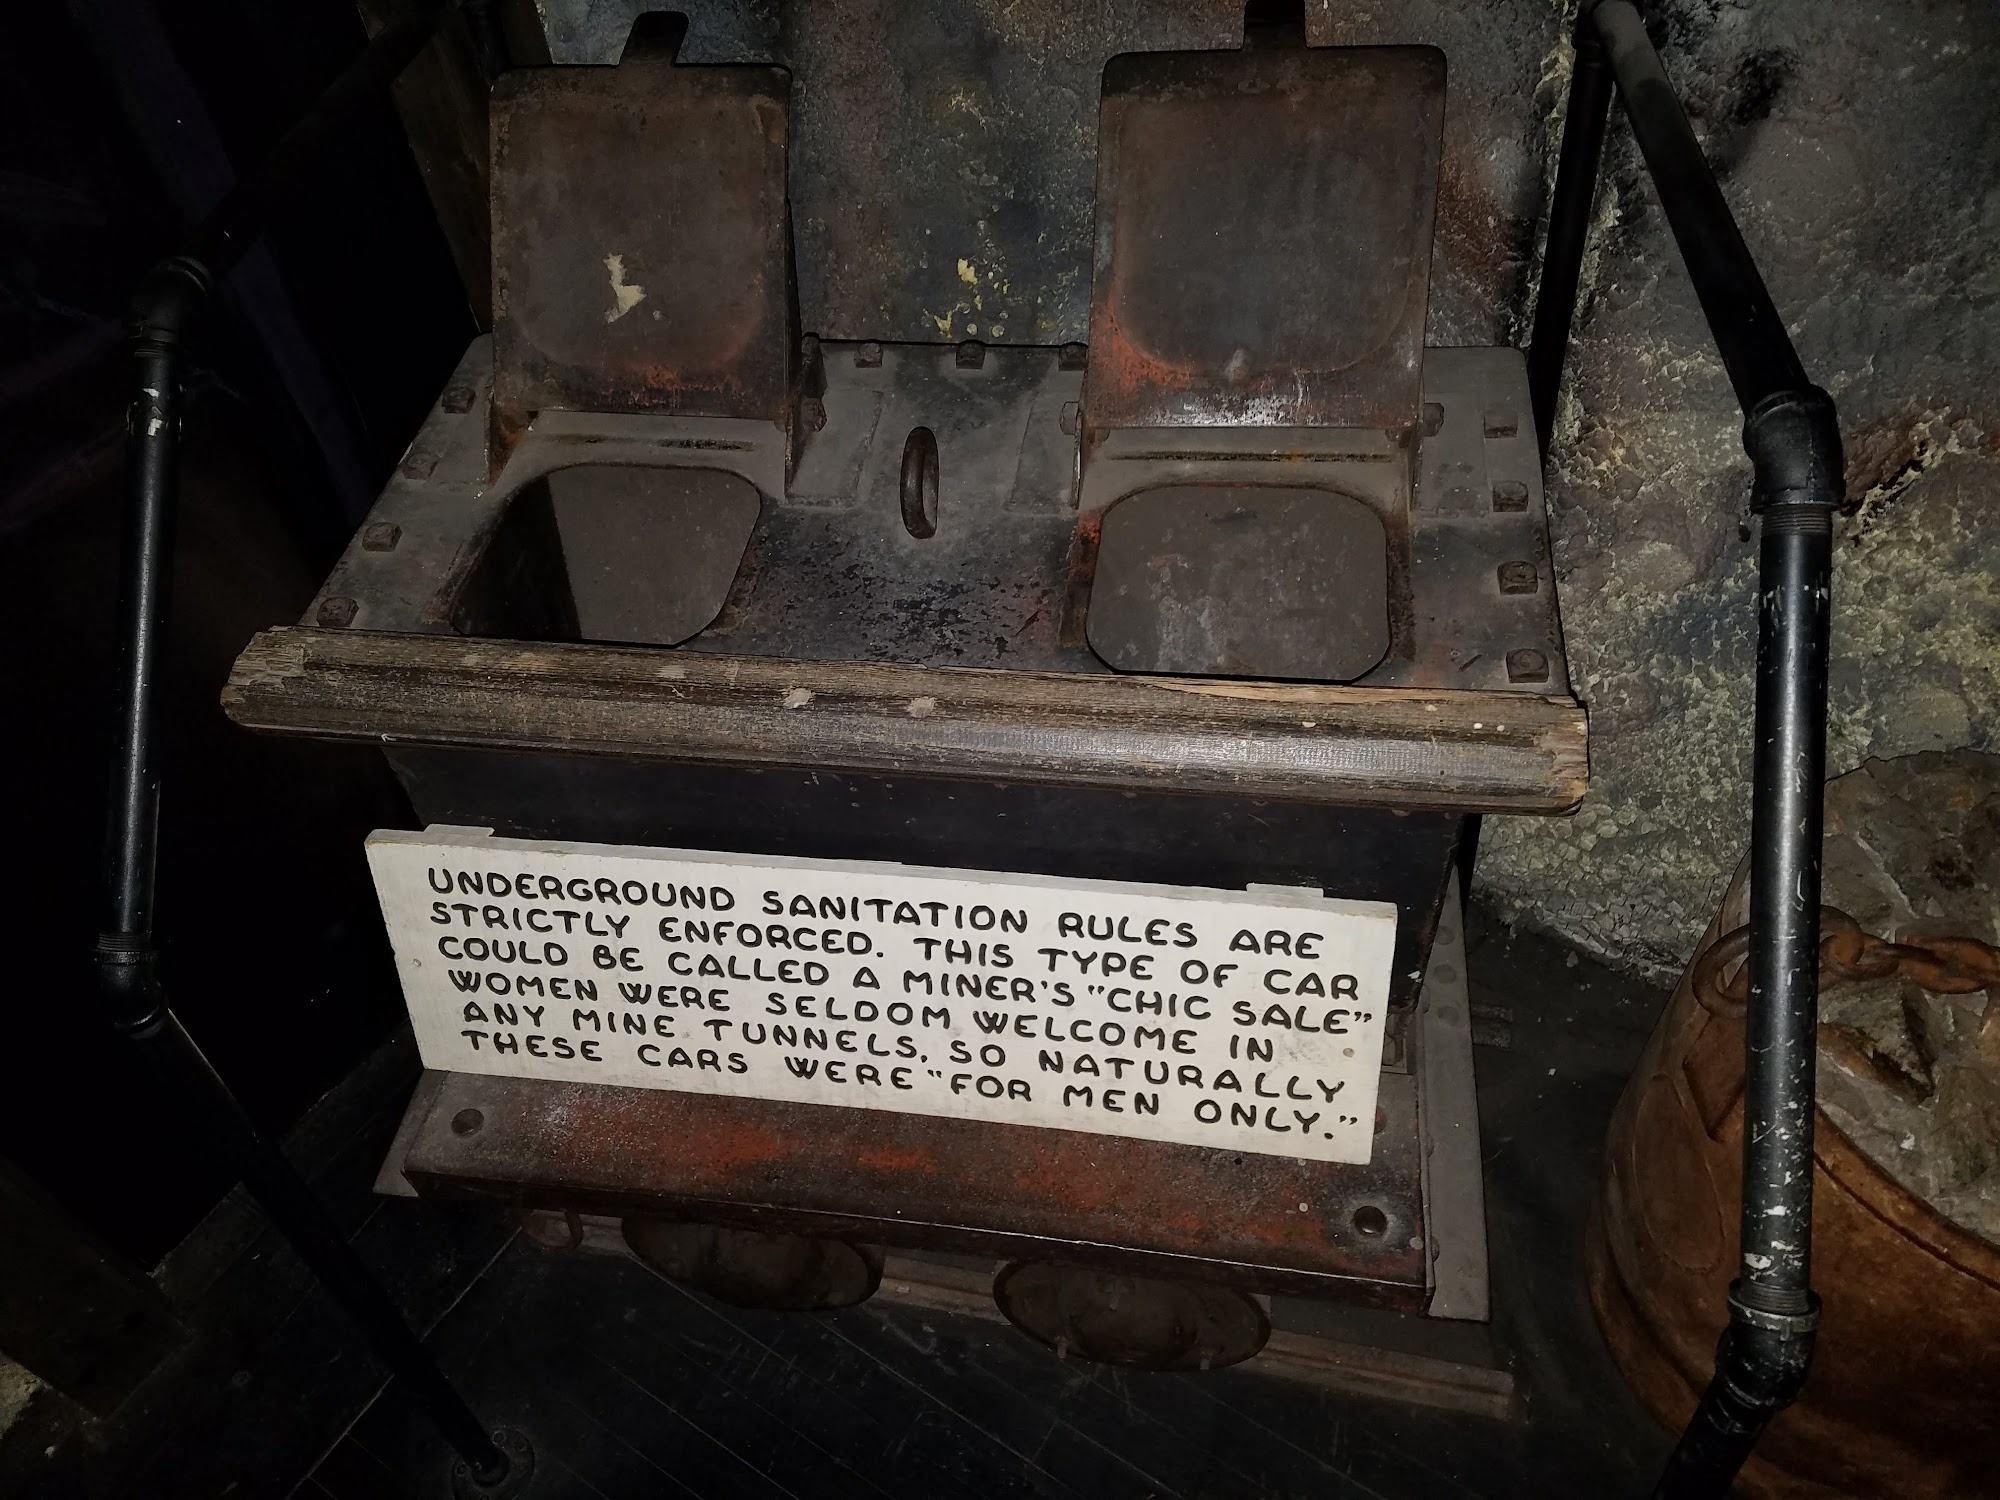 UNDERGROUND SANITATION RULES ARE
STRICTLY ENFORCED. THIS TYPE OF CAR
COULD BE CALLED A MINER'S "CHIC SALE"
WOMEN WERE SELDOM WELCOME IN
ANY MINE TUNNELS, SO NATURALLY
THESE CARS WERE "FOR MEN ONLY."